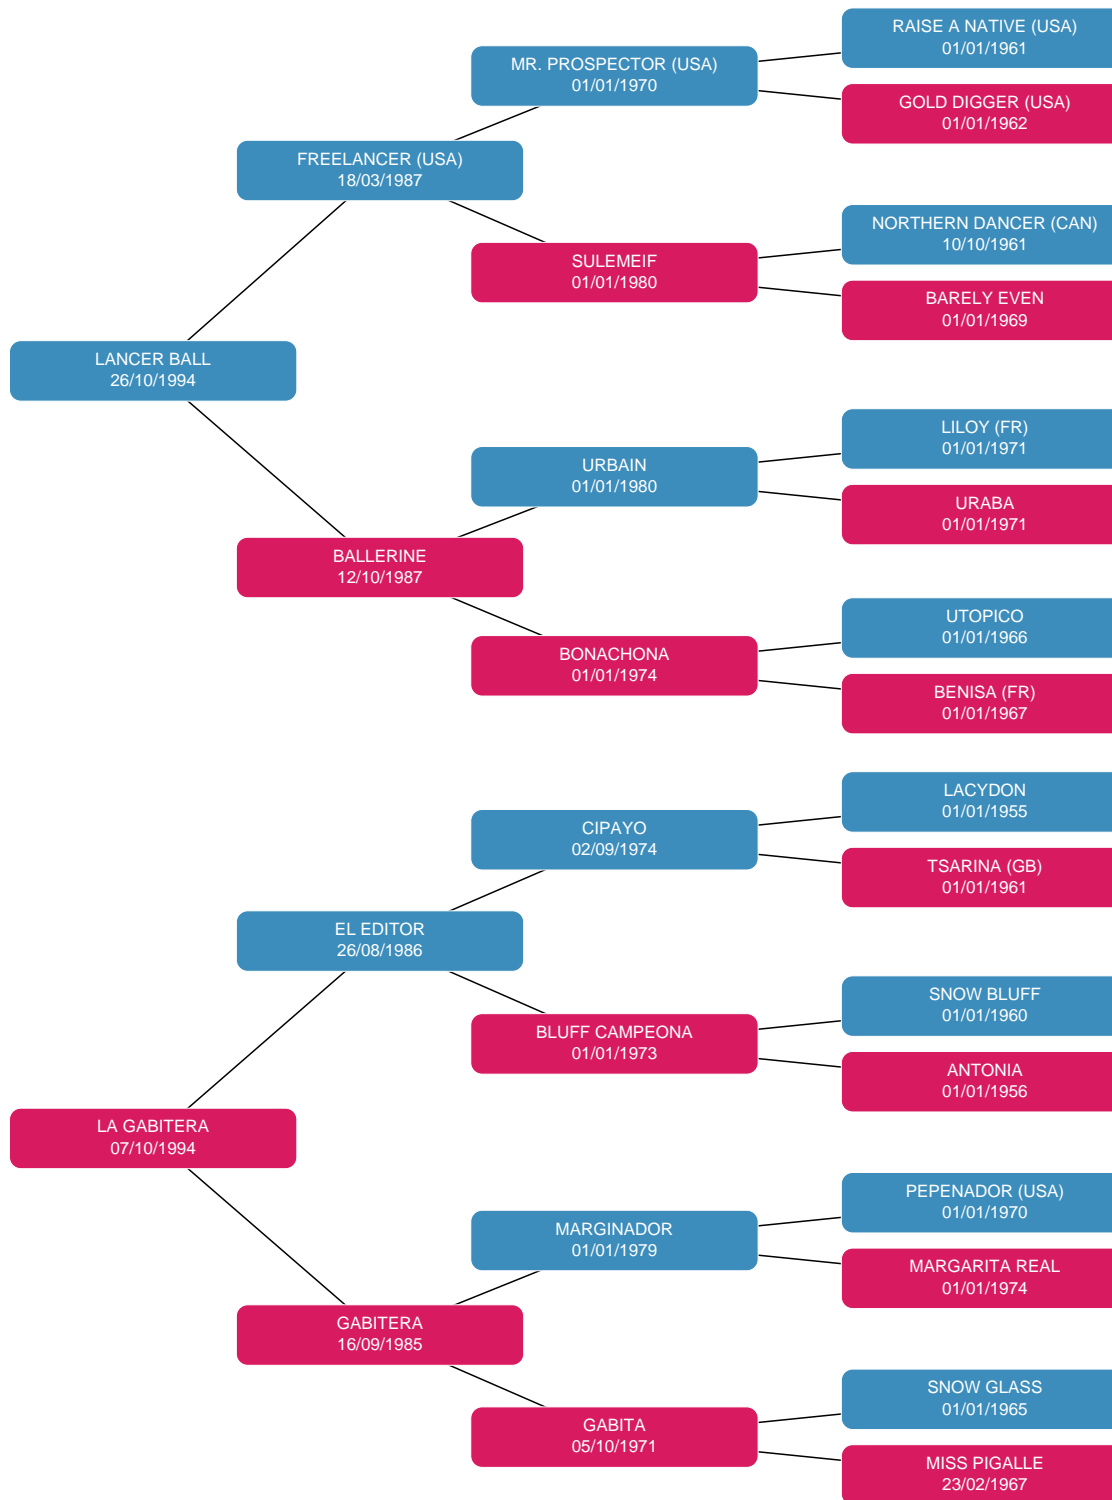 RAISE A NATIVE (USA)
01/01/1961
MR. PROSPECTOR (USA)
01/01/1970
GOLD DIGGER (USA)
01/01/1962
FREELANCER (USA)
18/03/1987
NORTHERN DANCER (CAN)
10/10/1961
SULEMEIF
01/01/1980
BARELY EVEN
01/01/1969
LANCER BALL
26/10/1994
LILOY (FR)
01/01/1971
URBAIN
01/01/1980
URABA
01/01/1971
BALLERINE
12/10/1987
UTOPICO
01/01/1966
BONACHONA
01/01/1974
BENISA (FR)
01/01/1967
LACYDON
01/01/1955
CIPAYO
02/09/1974
TSARINA (GB)
01/01/1961
EL EDITOR
26/08/1986
SNOW BLUFF
01/01/1960
BLUFF CAMPEONA
01/01/1973
ANTONIA
01/01/1956
LA GABITERA
07/10/1994
PEPENADOR (USA)
01/01/1970
MARGINADOR
01/01/1979
MARGARITA REAL
01/01/1974
GABITERA
16/09/1985
SNOW GLASS
01/01/1965
GABITA
05/10/1971
MISS PIGALLE
23/02/1967